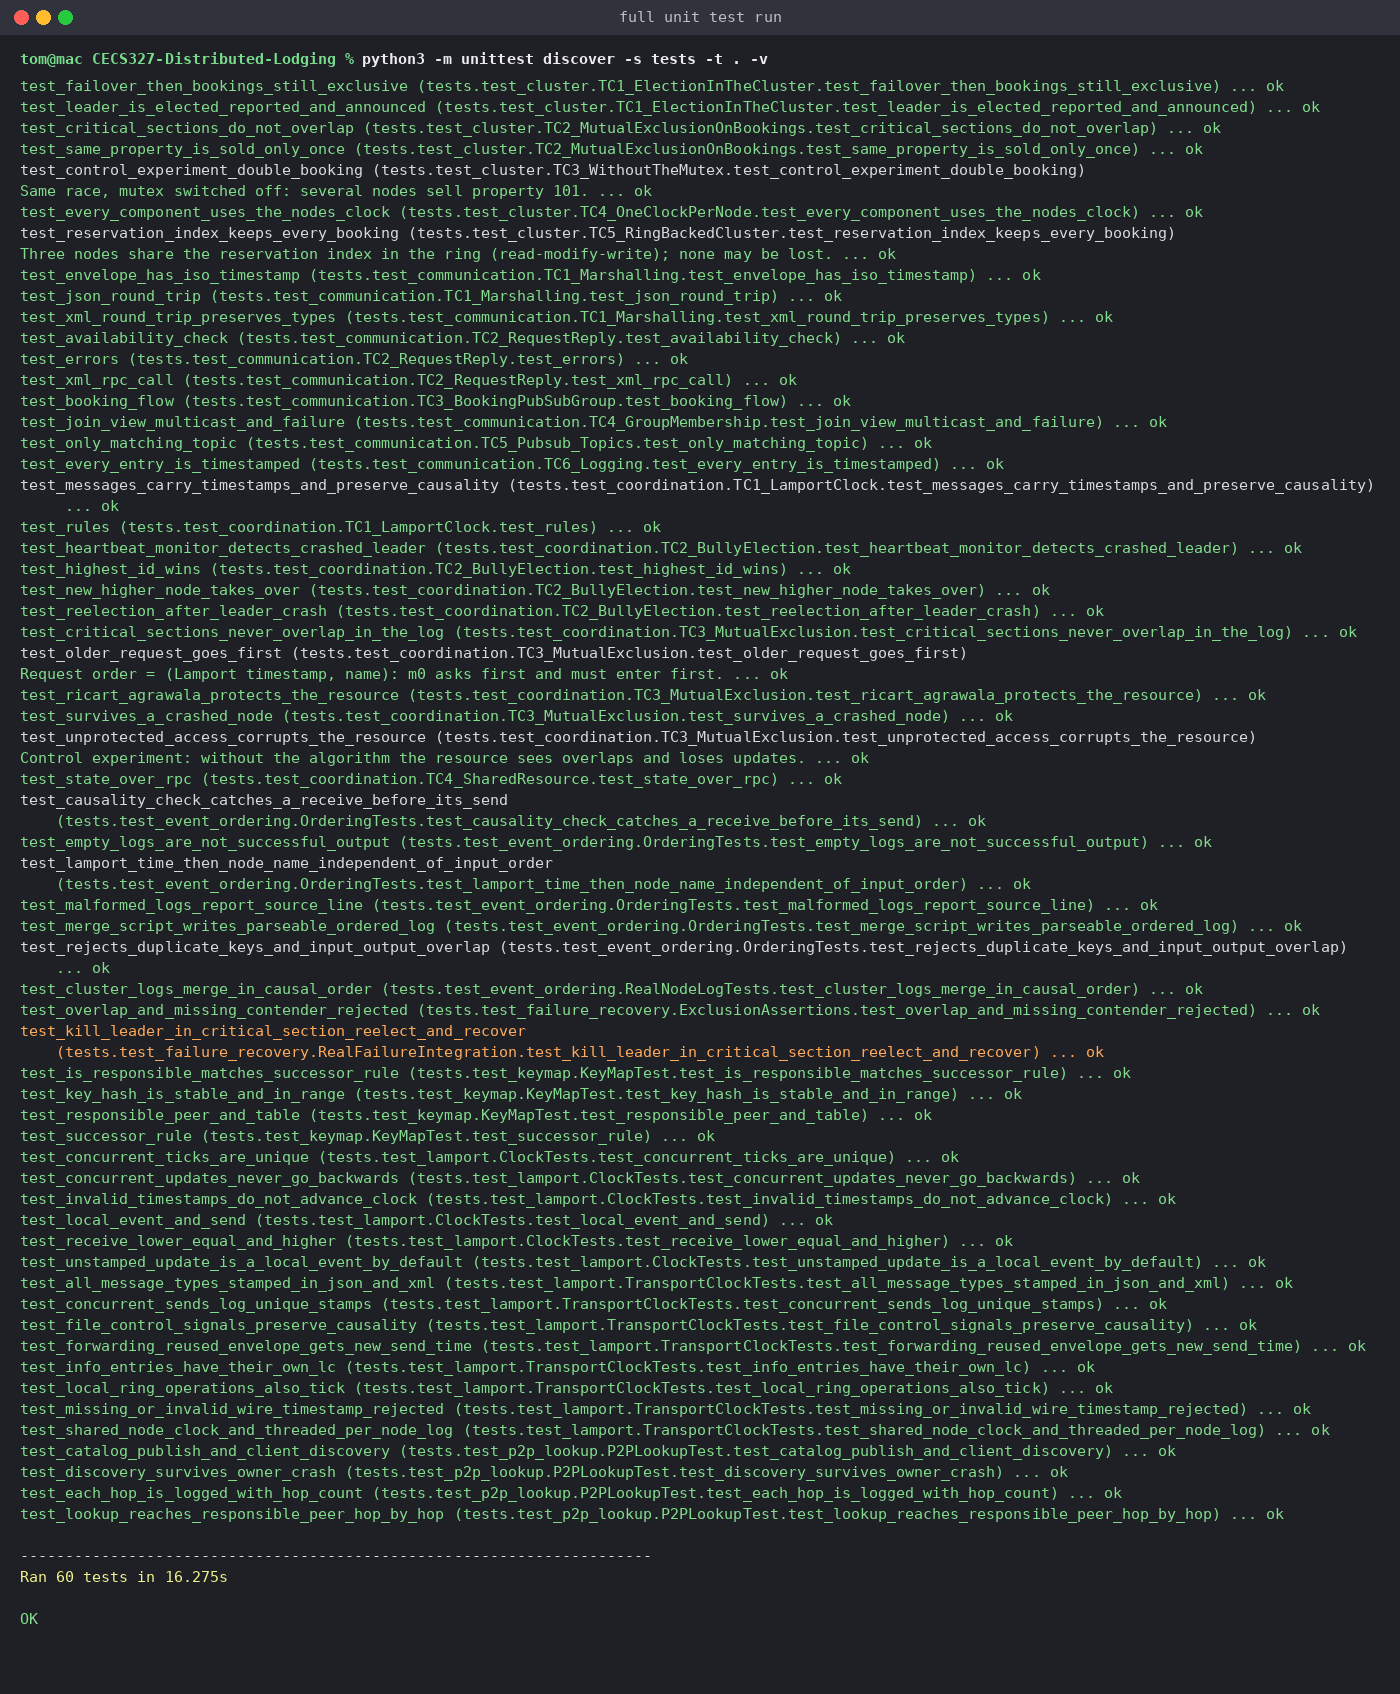 full unit test run
tom@mac CECS327-Distributed-Lodging % python3 -m unittest discover -s tests -t . -v
test_failover_then_bookings_still_exclusive (tests.test_cluster.TC1_ElectionInTheCluster.test_failover_then_bookings_still_exclusive) ... ok
test_leader_is_elected_reported_and_announced (tests.test_cluster.TC1_ElectionInTheCluster.test_leader_is_elected_reported_and_announced) ... ok
test_critical_sections_do_not_overlap (tests.test_cluster.TC2_MutualExclusionOnBookings.test_critical_sections_do_not_overlap) ... ok
test_same_property_is_sold_only_once (tests.test_cluster.TC2_MutualExclusionOnBookings.test_same_property_is_sold_only_once) ... ok
test_control_experiment_double_booking (tests.test_cluster.TC3_WithoutTheMutex.test_control_experiment_double_booking)
Same race, mutex switched off: several nodes sell property 101. ... ok
test_every_component_uses_the_nodes_clock (tests.test_cluster.TC4_OneClockPerNode.test_every_component_uses_the_nodes_clock) ... ok
test_reservation_index_keeps_every_booking (tests.test_cluster.TC5_RingBackedCluster.test_reservation_index_keeps_every_booking)
Three nodes share the reservation index in the ring (read-modify-write); none may be lost. ... ok
test_envelope_has_iso_timestamp (tests.test_communication.TC1_Marshalling.test_envelope_has_iso_timestamp) ... ok
test_json_round_trip (tests.test_communication.TC1_Marshalling.test_json_round_trip) ... ok
test_xml_round_trip_preserves_types (tests.test_communication.TC1_Marshalling.test_xml_round_trip_preserves_types) ... ok
test_availability_check (tests.test_communication.TC2_RequestReply.test_availability_check) ... ok
test_errors (tests.test_communication.TC2_RequestReply.test_errors) ... ok
test_xml_rpc_call (tests.test_communication.TC2_RequestReply.test_xml_rpc_call) ... ok
test_booking_flow (tests.test_communication.TC3_BookingPubSubGroup.test_booking_flow) ... ok
test_join_view_multicast_and_failure (tests.test_communication.TC4_GroupMembership.test_join_view_multicast_and_failure) ... ok
test_only_matching_topic (tests.test_communication.TC5_Pubsub_Topics.test_only_matching_topic) ... ok
test_every_entry_is_timestamped (tests.test_communication.TC6_Logging.test_every_entry_is_timestamped) ... ok
test_messages_carry_timestamps_and_preserve_causality (tests.test_coordination.TC1_LamportClock.test_messages_carry_timestamps_and_preserve_causality)
... ok
test_rules (tests.test_coordination.TC1_LamportClock.test_rules) ... ok
test_heartbeat_monitor_detects_crashed_leader (tests.test_coordination.TC2_BullyElection.test_heartbeat_monitor_detects_crashed_leader) ... ok
test_highest_id_wins (tests.test_coordination.TC2_BullyElection.test_highest_id_wins) ... ok
test_new_higher_node_takes_over (tests.test_coordination.TC2_BullyElection.test_new_higher_node_takes_over) ... ok
test_reelection_after_leader_crash (tests.test_coordination.TC2_BullyElection.test_reelection_after_leader_crash) ... ok
test_critical_sections_never_overlap_in_the_log (tests.test_coordination.TC3_MutualExclusion.test_critical_sections_never_overlap_in_the_log) ... ok
test_older_request_goes_first (tests.test_coordination.TC3_MutualExclusion.test_older_request_goes_first)
Request order = (Lamport timestamp, name): m0 asks first and must enter first. ... ok
test_ricart_agrawala_protects_the_resource (tests.test_coordination.TC3_MutualExclusion.test_ricart_agrawala_protects_the_resource) ... ok
test_survives_a_crashed_node (tests.test_coordination.TC3_MutualExclusion.test_survives_a_crashed_node) ... ok
test_unprotected_access_corrupts_the_resource (tests.test_coordination.TC3_MutualExclusion.test_unprotected_access_corrupts_the_resource)
Control experiment: without the algorithm the resource sees overlaps and loses updates. ... ok
test_state_over_rpc (tests.test_coordination.TC4_SharedResource.test_state_over_rpc) ... ok
test_causality_check_catches_a_receive_before_its_send
(tests.test_event_ordering.OrderingTests.test_causality_check_catches_a_receive_before_its_send) ... ok
test_empty_logs_are_not_successful_output (tests.test_event_ordering.OrderingTests.test_empty_logs_are_not_successful_output) ... ok
test_lamport_time_then_node_name_independent_of_input_order
(tests.test_event_ordering.OrderingTests.test_lamport_time_then_node_name_independent_of_input_order) ... ok
test_malformed_logs_report_source_line (tests.test_event_ordering.OrderingTests.test_malformed_logs_report_source_line) ... ok
test_merge_script_writes_parseable_ordered_log (tests.test_event_ordering.OrderingTests.test_merge_script_writes_parseable_ordered_log) ... ok
test_rejects_duplicate_keys_and_input_output_overlap (tests.test_event_ordering.OrderingTests.test_rejects_duplicate_keys_and_input_output_overlap)
... ok
test_cluster_logs_merge_in_causal_order (tests.test_event_ordering.RealNodeLogTests.test_cluster_logs_merge_in_causal_order) ... ok
test_overlap_and_missing_contender_rejected (tests.test_failure_recovery.ExclusionAssertions.test_overlap_and_missing_contender_rejected) ... ok
test_kill_leader_in_critical_section_reelect_and_recover
(tests.test_failure_recovery.RealFailureIntegration.test_kill_leader_in_critical_section_reelect_and_recover) ... ok
test_is_responsible_matches_successor_rule (tests.test_keymap.KeyMapTest.test_is_responsible_matches_successor_rule) ... ok
test_key_hash_is_stable_and_in_range (tests.test_keymap.KeyMapTest.test_key_hash_is_stable_and_in_range) ... ok
test_responsible_peer_and_table (tests.test_keymap.KeyMapTest.test_responsible_peer_and_table) ... ok
test_successor_rule (tests.test_keymap.KeyMapTest.test_successor_rule) ... ok
test_concurrent_ticks_are_unique (tests.test_lamport.ClockTests.test_concurrent_ticks_are_unique) ... ok
test_concurrent_updates_never_go_backwards (tests.test_lamport.ClockTests.test_concurrent_updates_never_go_backwards) ... ok
test_invalid_timestamps_do_not_advance_clock (tests.test_lamport.ClockTests.test_invalid_timestamps_do_not_advance_clock) ... ok
test_local_event_and_send (tests.test_lamport.ClockTests.test_local_event_and_send) ... ok
test_receive_lower_equal_and_higher (tests.test_lamport.ClockTests.test_receive_lower_equal_and_higher) ... ok
test_unstamped_update_is_a_local_event_by_default (tests.test_lamport.ClockTests.test_unstamped_update_is_a_local_event_by_default) ... ok
test_all_message_types_stamped_in_json_and_xml (tests.test_lamport.TransportClockTests.test_all_message_types_stamped_in_json_and_xml) ... ok
test_concurrent_sends_log_unique_stamps (tests.test_lamport.TransportClockTests.test_concurrent_sends_log_unique_stamps) ... ok
test_file_control_signals_preserve_causality (tests.test_lamport.TransportClockTests.test_file_control_signals_preserve_causality) ... ok
test_forwarding_reused_envelope_gets_new_send_time (tests.test_lamport.TransportClockTests.test_forwarding_reused_envelope_gets_new_send_time) ... ok
test_info_entries_have_their_own_lc (tests.test_lamport.TransportClockTests.test_info_entries_have_their_own_lc) ... ok
test_local_ring_operations_also_tick (tests.test_lamport.TransportClockTests.test_local_ring_operations_also_tick) ... ok
test_missing_or_invalid_wire_timestamp_rejected (tests.test_lamport.TransportClockTests.test_missing_or_invalid_wire_timestamp_rejected) ... ok
test_shared_node_clock_and_threaded_per_node_log (tests.test_lamport.TransportClockTests.test_shared_node_clock_and_threaded_per_node_log) ... ok
test_catalog_publish_and_client_discovery (tests.test_p2p_lookup.P2PLookupTest.test_catalog_publish_and_client_discovery) ... ok
test_discovery_survives_owner_crash (tests.test_p2p_lookup.P2PLookupTest.test_discovery_survives_owner_crash) ... ok
test_each_hop_is_logged_with_hop_count (tests.test_p2p_lookup.P2PLookupTest.test_each_hop_is_logged_with_hop_count) ... ok
test_lookup_reaches_responsible_peer_hop_by_hop (tests.test_p2p_lookup.P2PLookupTest.test_lookup_reaches_responsible_peer_hop_by_hop) ... ok
----------------------------------------------------------------------
Ran 60 tests in 16.275s
OK